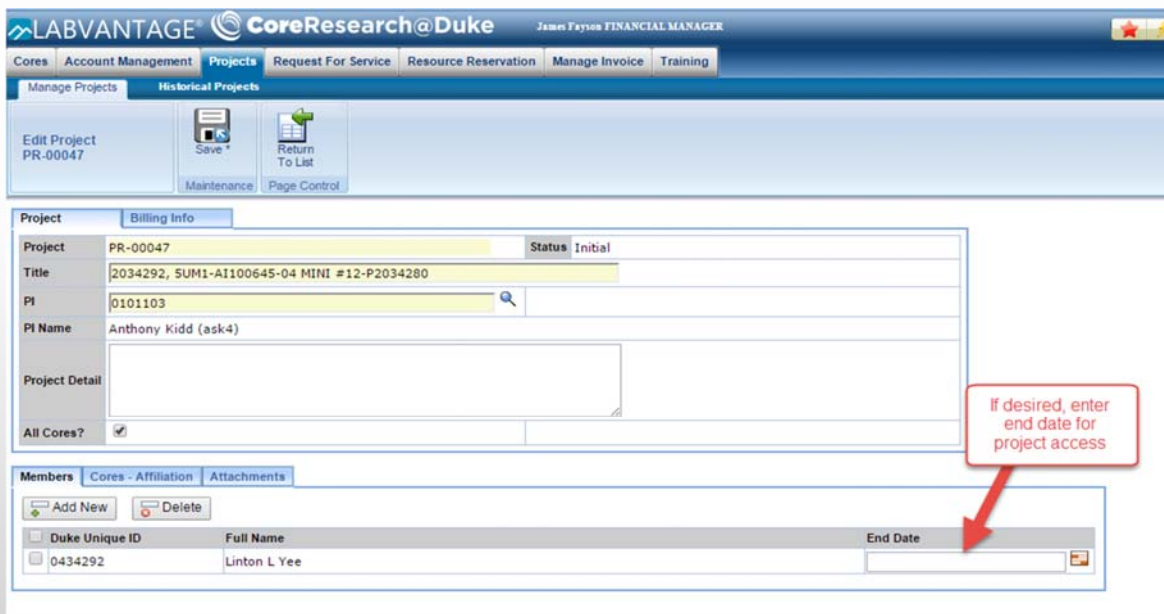 LABVANTAGE® CoreResearch@Duke James Fayson FINANCIAL MANAGER
Cores Account Management Projects Request For Service Resource Reservation Manage Invoice Training
Manage Projects Historical Projects
Edit Project
PR-00047
Save *
Return
To List
Maintenance Page Control
Project Billing Info
Project PR-00047 Status Initial
Title 2034292, 5UM1-AI100645-04 MINI #12-P2034280
PI 0101103
PI Name Anthony Kidd (ask4)
Project Detail
All Cores?
If desired, enter
end date for
project access
Members Cores - Affiliation Attachments
Add New Delete
Duke Unique ID Full Name End Date
0434292 Linton L Yee